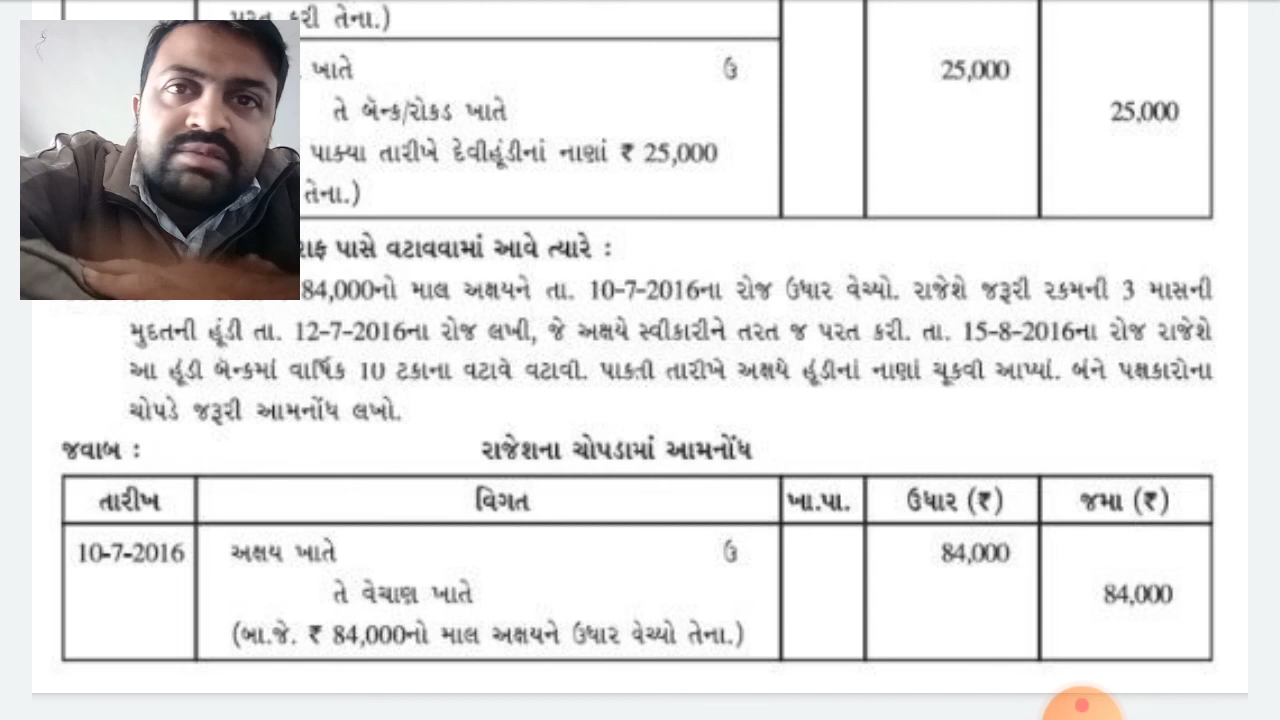 તેના.)
ખાતે ઉ 25,000
તે બૅન્ક/રોકડ ખાતે 25,000
પાક્યા તારીખે દેવીહૂંડીનાં નાણાં ₹ 25,000
તેના.)
પાસે વટાવવામાં આવે ત્યારે :
84,000નો માલ અક્ષયને તા. 10-7-2016ના રોજ ઉધાર વેચ્યો. રાજેશે જરૂરી રકમની 3 માસની
મુદતની હૂંડી તા. 12-7-2016ના રોજ લખી, જે અક્ષયે સ્વીકારીને તરત જ પરત કરી. તા. 15-8-2016ના રોજ રાજેશે
આ હૂંડી બૅન્કમાં વાર્ષિક 10 ટકાના વટાવે વટાવી. પાકતી તારીખે અક્ષયે હૂંડીનાં નાણાં ચૂકવી આપ્યાં. બંને પક્ષકારોના
ચોપડે જરૂરી આમનોંધ લખો.
જવાબ : રાજેશના ચોપડામાં આમનોંધ
તારીખ વિગત ખા.પા. ઉધાર (₹) જમા (₹)
10-7-2016 અક્ષય ખાતે ઉ 84,000
તે વેચાણ ખાતે 84,000
(બા.જે. ₹ 84,000નો માલ અક્ષયને ઉધાર વેચ્યો તેના.)